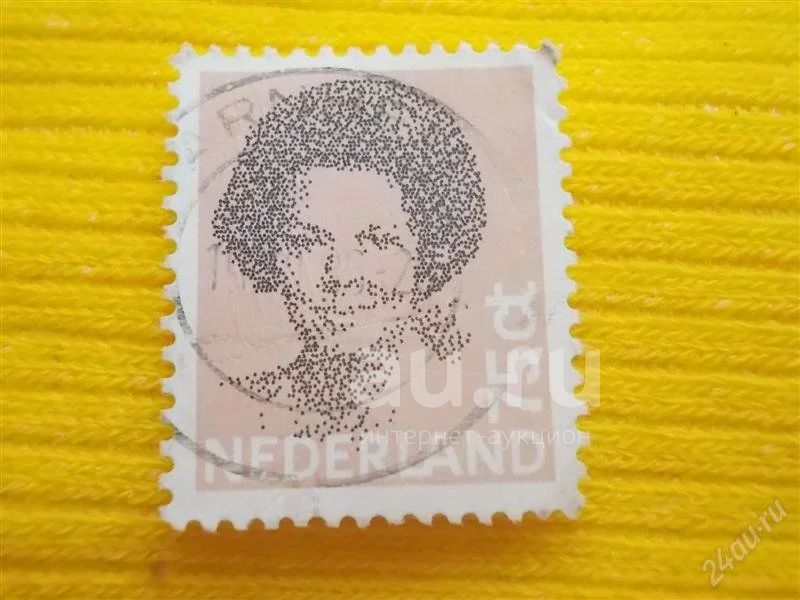 75ct
NEDERLAND
au.ru
интернет-аукцион
24au.ru